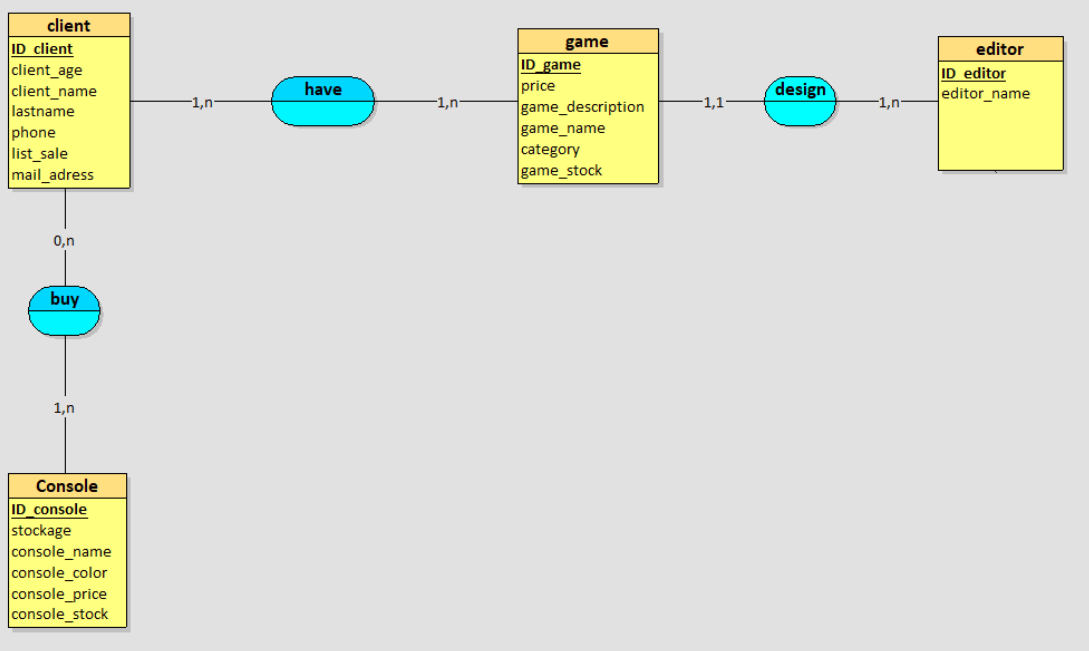 client
ID_client
client_age
client_name
lastname
phone
list_sale
mail_adress
1,n
have
1,n
game
ID_game
price
game_description
game_name
category
game_stock
1,1
design
1,n
editor
ID_editor
editor_name
0,n
buy
1,n
Console
ID_console
stockage
console_name
console_color
console_price
console_stock